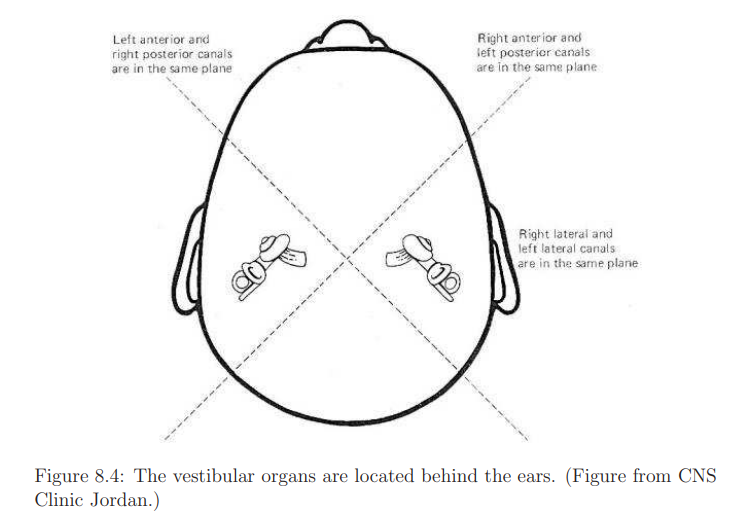 Left anterior and
right posterior canals
are in the same plane
Right anterior and
left posterior canals
are in the same plane
Right lateral and
left lateral canals
are in the same plane
Figure 8.4: The vestibular organs are located behind the ears. (Figure from CNS
Clinic Jordan.)